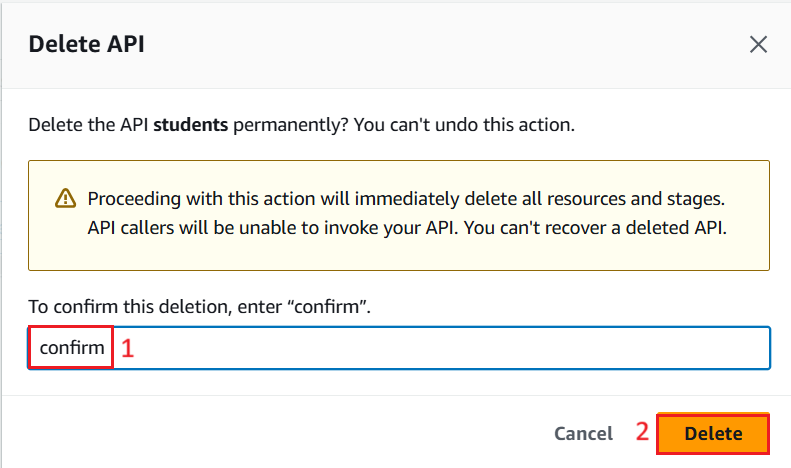 Delete API
Delete the API students permanently? You can't undo this action.
Proceeding with this action will immediately delete all resources and stages.
API callers will be unable to invoke your API. You can't recover a deleted API.
To confirm this deletion, enter “confirm”.
confirm 1
Cancel 2 Delete